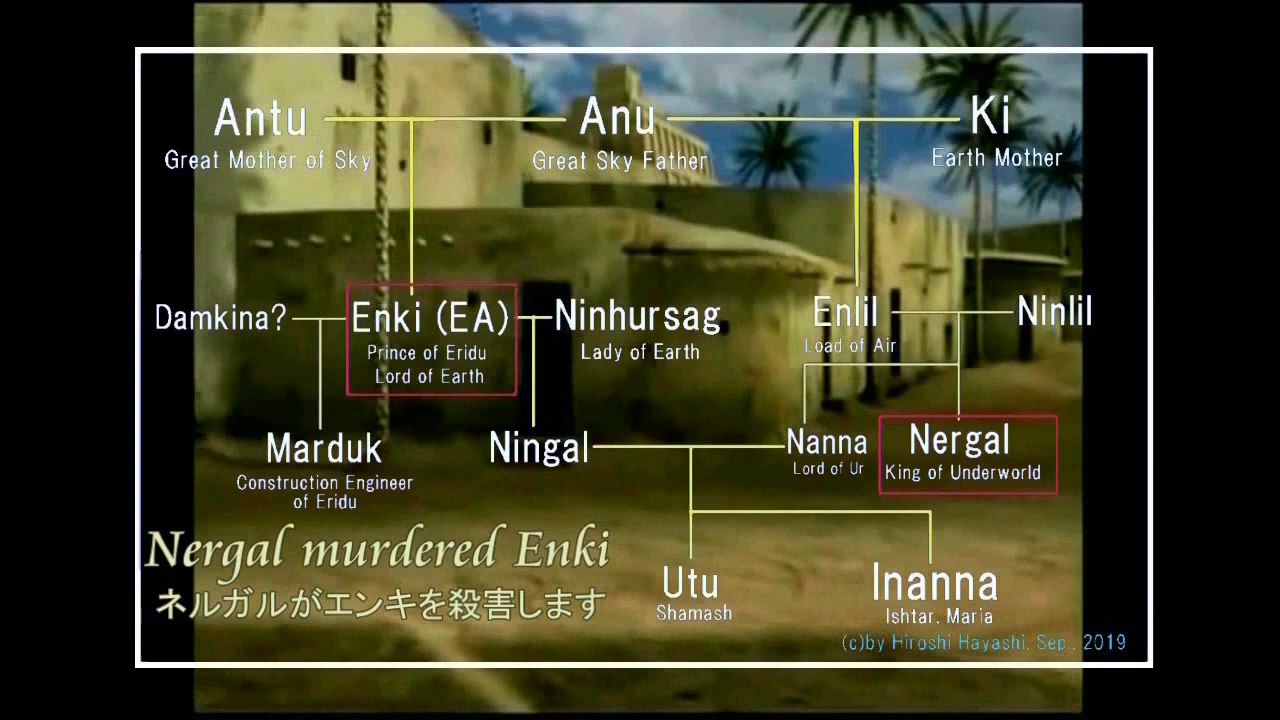 Antu
Anu
Ki
Great Mother of Sky
Great Sky Father
Earth Mother
Damkina?
Enki (EA)
Ninhursag
Enlil
Ninlil
Prince of Eridu
Lord of Earth
Lady of Earth
Load of Air
Marduk
Ningal
Nanna
Nergal
Construction Engineer
of Eridu
Lord of Ur
King of Underworld
Nergal murdered Enki
ネルガルがエンキを殺害します
Utu
Shamash
Inanna
Ishtar. Maria
(c)by Hiroshi Hayashi, Sep., 2019